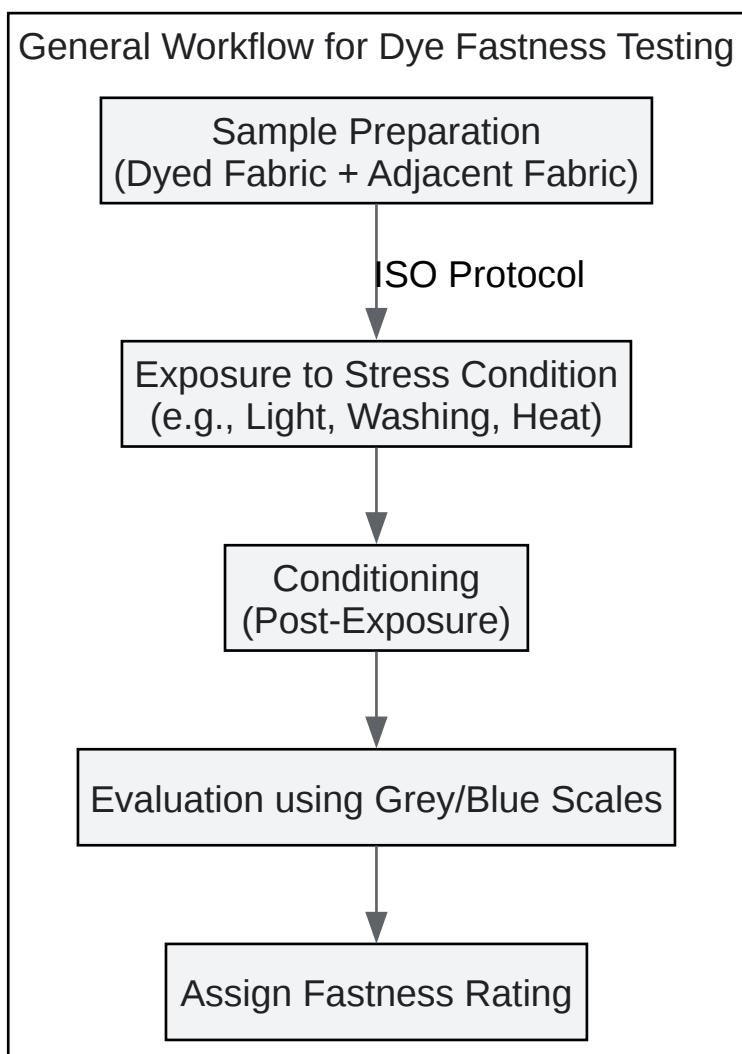 General Workflow for Dye Fastness Testing
Sample Preparation
(Dyed Fabric + Adjacent Fabric)
ISO Protocol
Exposure to Stress Condition
(e.g., Light, Washing, Heat)
Conditioning
(Post-Exposure)
Evaluation using Grey/Blue Scales
Assign Fastness Rating